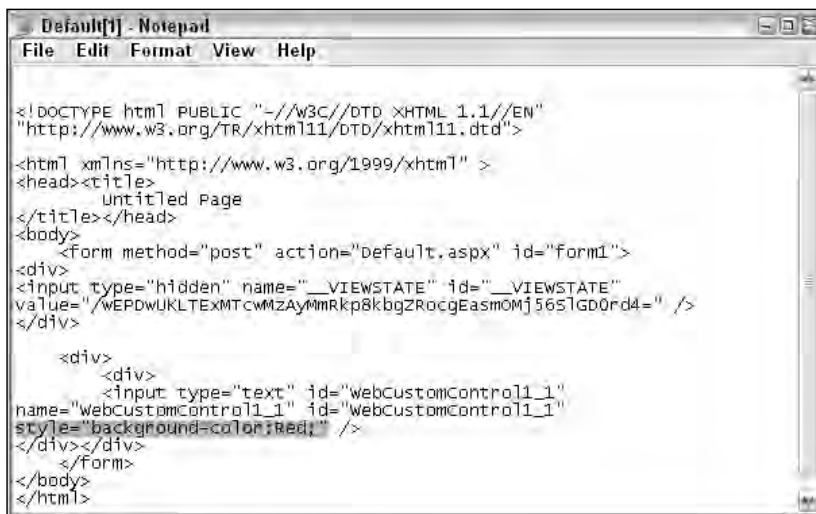 Default[1] - Notepad
File Edit Format View Help
<!DOCTYPE html PUBLIC "-//W3C//DTD XHTML 1.1//EN"
"http://www.w3.org/TR/xhtml11/DTD/xhtml11.dtd">
<html xmlns="http://www.w3.org/1999/xhtml" >
<head><title>
Untitled Page
</title></head>
<body>
<form method="post" action="Default.aspx" id="form1">
<div>
<input type="hidden" name="__VIEWSTATE" id="__VIEWSTATE"
value="/wEPDwUKLTExMTcwMzAyMmRkp8kbgZRocgEasmOMj56SlGD0rd4=" />
</div>
<div>
<div>
<input type="text" id="WebCustomControl1_1"
name="WebCustomControl1_1" id="WebCustomControl1_1"
style="background-color;Red;" />
</div></div>
</form>
</body>
</html>